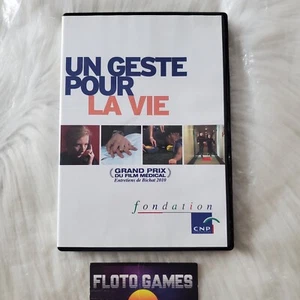 UN GESTE
POUR
LA VIE
GRAND PRIX
DU FILM MÉDICAL
Entretiens de Bichat 2010
fondation
CNP
FLOTO GAMES